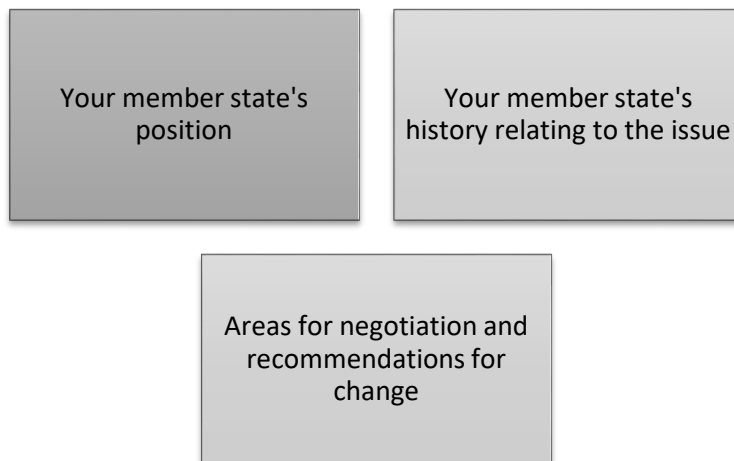 Your member state's
position
Your member state's
history relating to the issue
Areas for negotiation and
recommendations for
change